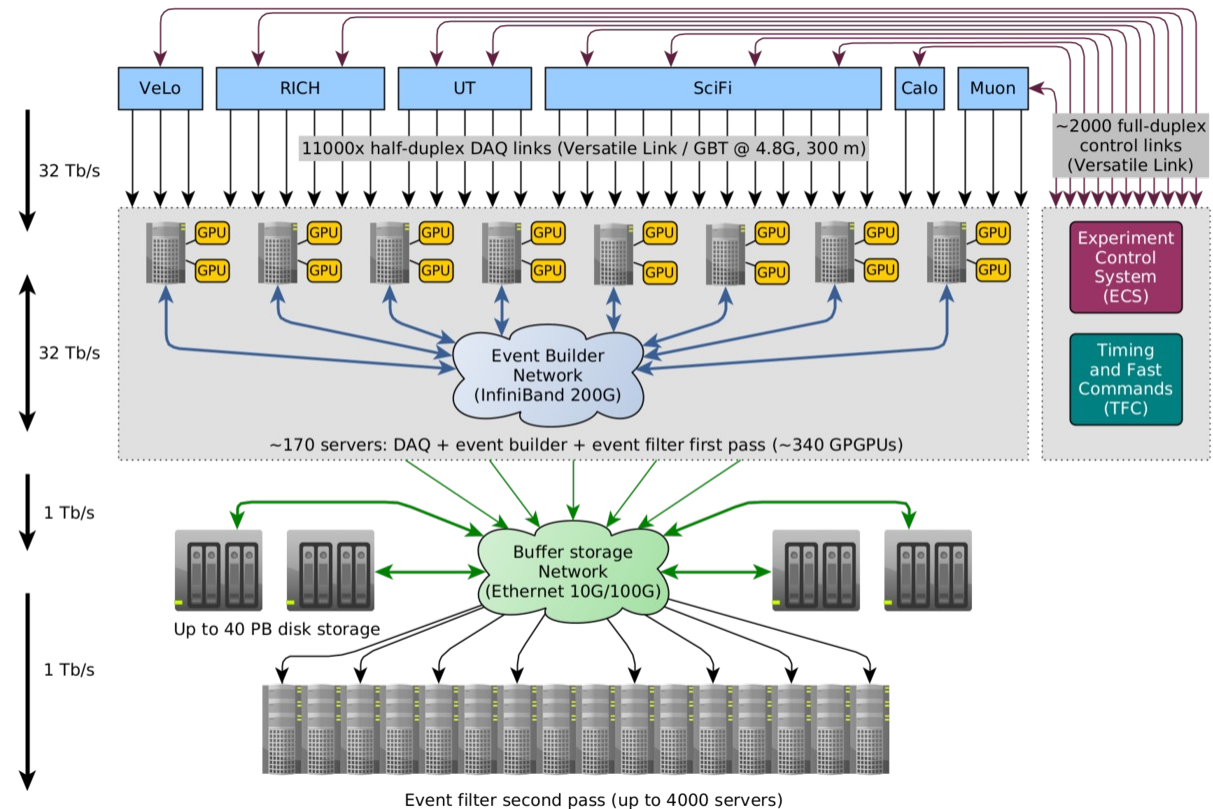 VeLo
RICH
UT
SciFi
Calo
Muon
~2000 full-duplex
control links
(Versatile Link)
11000x half-duplex DAQ links (Versatile Link / GBT @ 4.8G, 300 m)
32 Tb/s
GPU GPU GPU GPU GPU GPU GPU GPU
GPU GPU GPU GPU GPU GPU GPU GPU
Experiment
Control
System
(ECS)
32 Tb/s
Event Builder
Network
(InfiniBand 200G)
Timing
and Fast
Commands
(TFC)
~170 servers: DAQ + event builder + event filter first pass (~340 GPGPUs)
1 Tb/s
Buffer storage
Network
(Ethernet 10G/100G)
Up to 40 PB disk storage
1 Tb/s
Event filter second pass (up to 4000 servers)